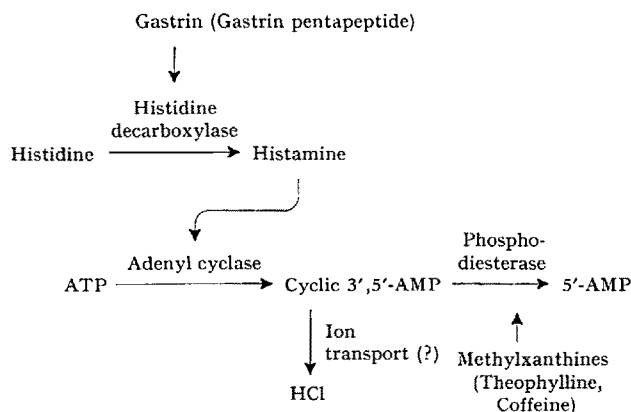 Gastrin (Gastrin pentapeptide)
Histidine
decarboxylase
Histidine
Histamine
Adenyl cyclase
Phospho-
diesterase
ATP
Cyclic 3',5'-AMP
5'-AMP
Ion
transport (?)
HCl
Methylxanthines
(Theophylline,
Coffeine)